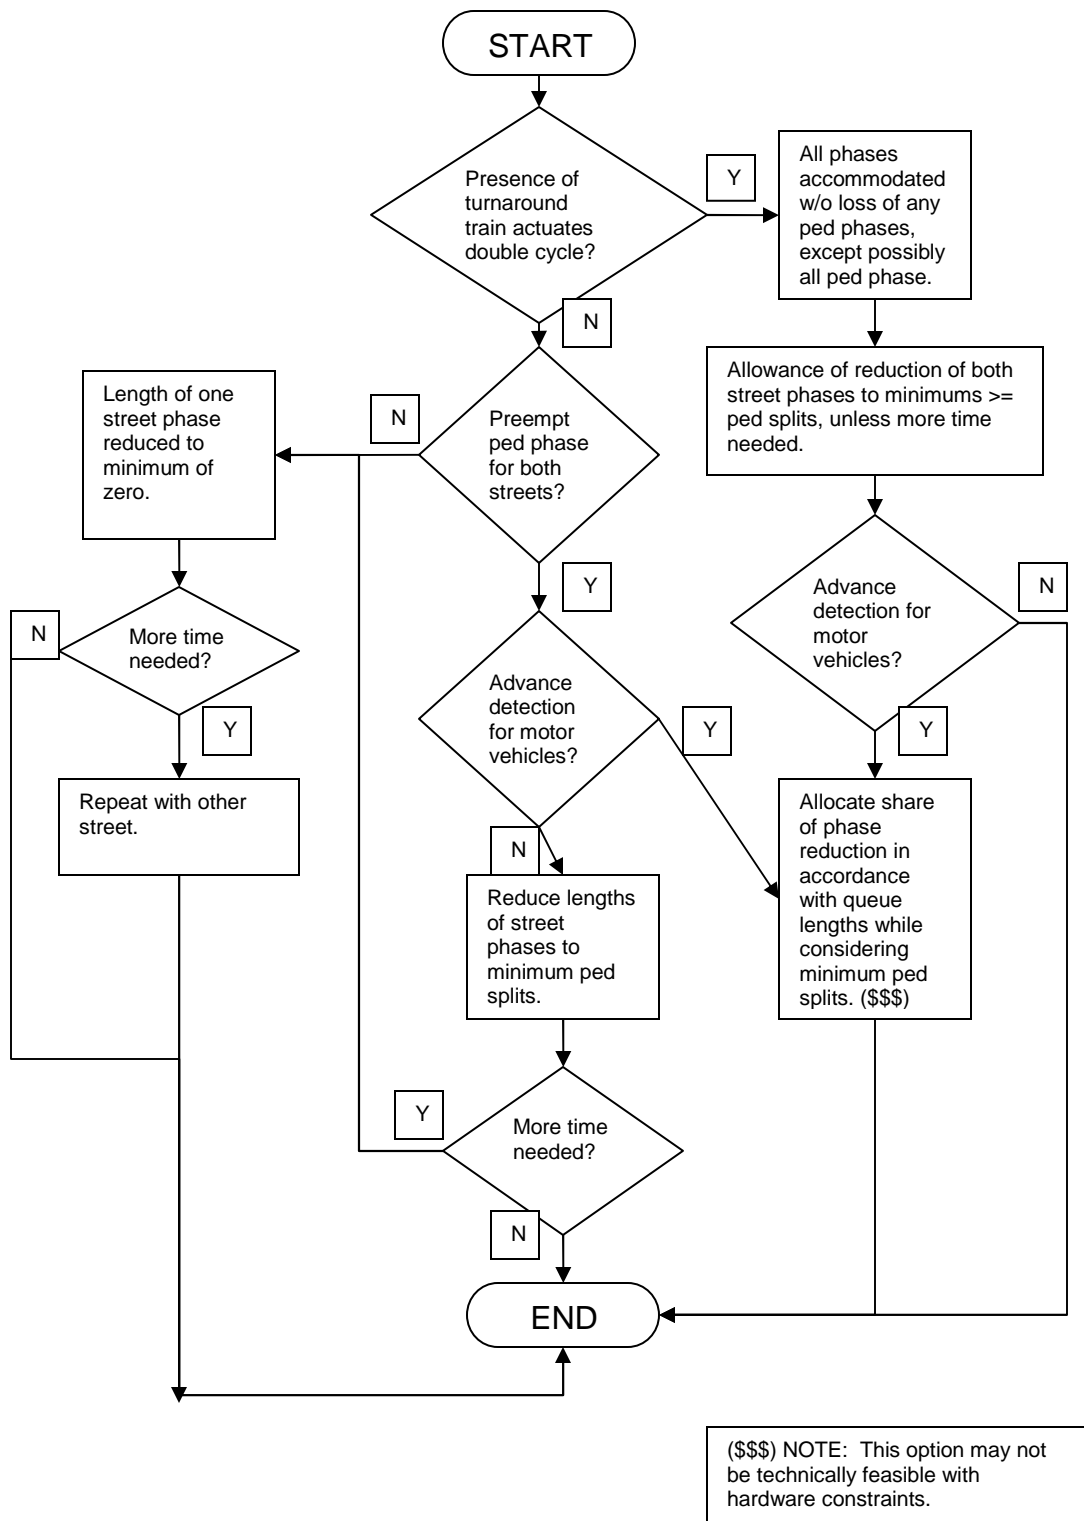 START
Presence of
turnaround
train actuates
double cycle?
Y
All phases
accommodated
w/o loss of any
ped phases,
except possibly
all ped phase.
N
Allowance of reduction of both
street phases to minimums >=
ped splits, unless more time
needed.
Length of one
street phase
reduced to
minimum of
zero.
N
Preempt
ped phase
for both
streets?
Y
Advance
detection for
motor
vehicles?
N
N
More time
needed?
Y
Advance
detection
for motor
vehicles?
Y
Y
Repeat with other
street.
N
Allocate share
of phase
reduction in
accordance
with queue
lengths while
considering
minimum ped
splits. ($$$)
Reduce lengths
of street
phases to
minimum ped
splits.
Y
More time
needed?
N
END
($$$) NOTE:  This option may not
be technically feasible with
hardware constraints.